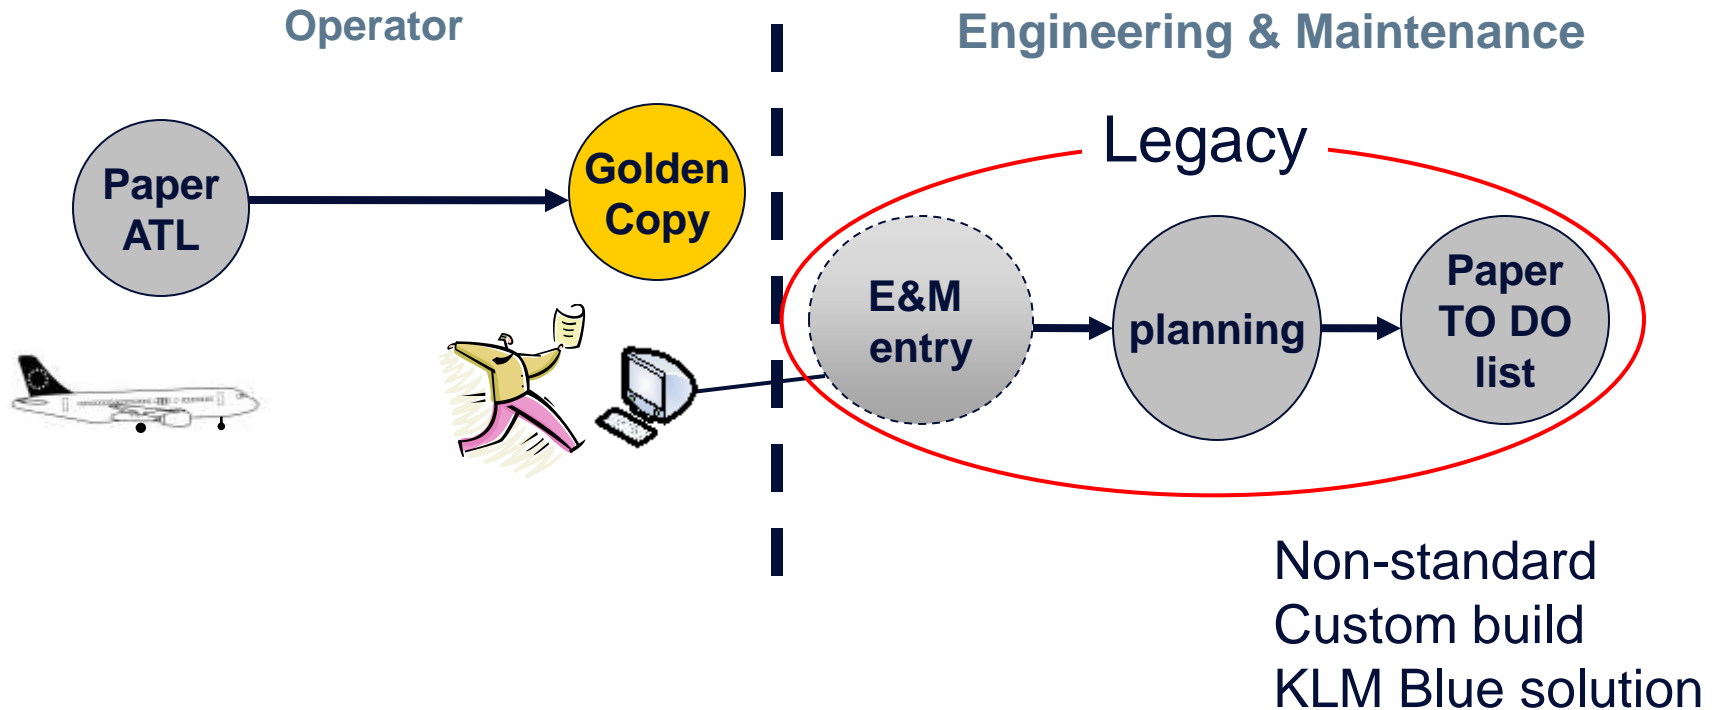 Operator
Engineering & Maintenance
Paper
ATL
Golden
Copy
Legacy
E&M
entry
planning
Paper
TO DO
list
Non-standard
Custom build
KLM Blue solution